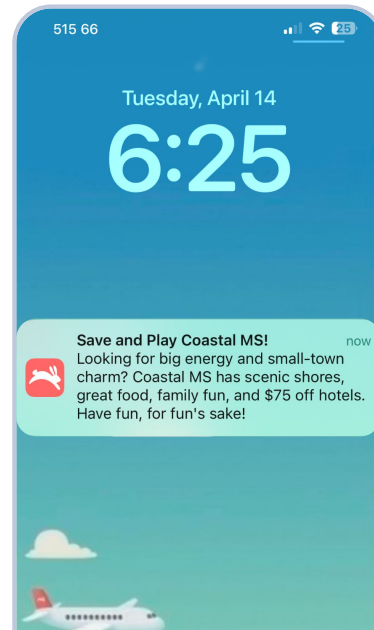 515 66
25
Tuesday, April 14
6:25
Save and Play Coastal MS!
now
Looking for big energy and small-town
charm? Coastal MS has scenic shores,
great food, family fun, and $75 off hotels.
Have fun, for fun's sake!